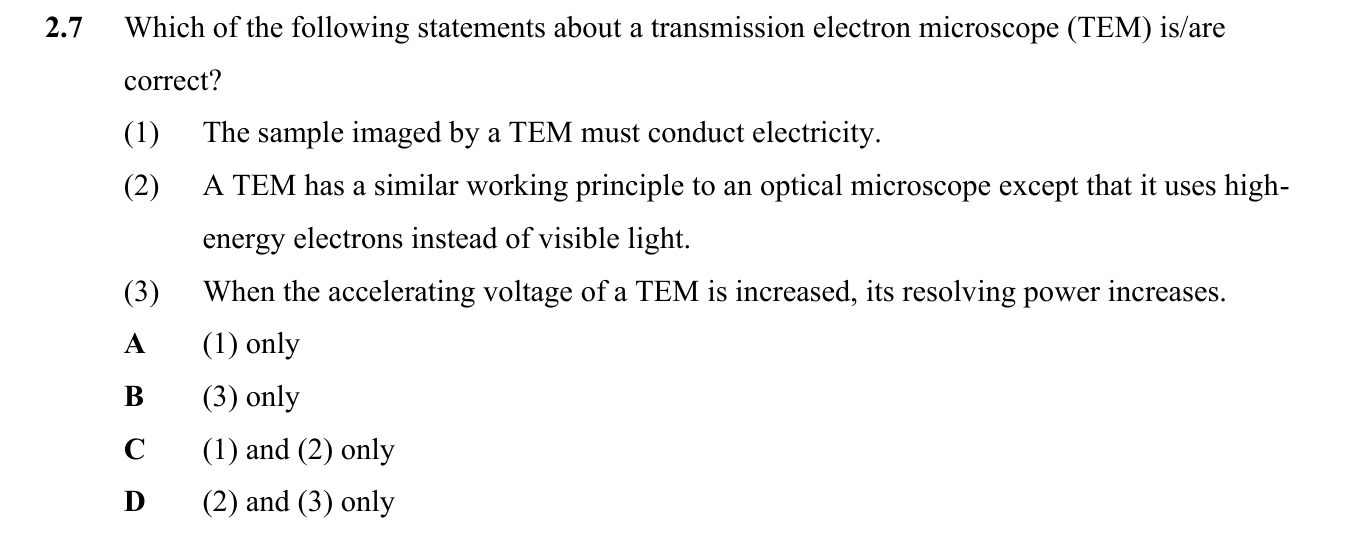 2.7 Which of the following statements about a transmission electron microscope (TEM) is/are
correct?
(1) The sample imaged by a TEM must conduct electricity.
(2) A TEM has a similar working principle to an optical microscope except that it uses high-
energy electrons instead of visible light.
(3) When the accelerating voltage of a TEM is increased, its resolving power increases.
A (1) only
B (3) only
C (1) and (2) only
D (2) and (3) only